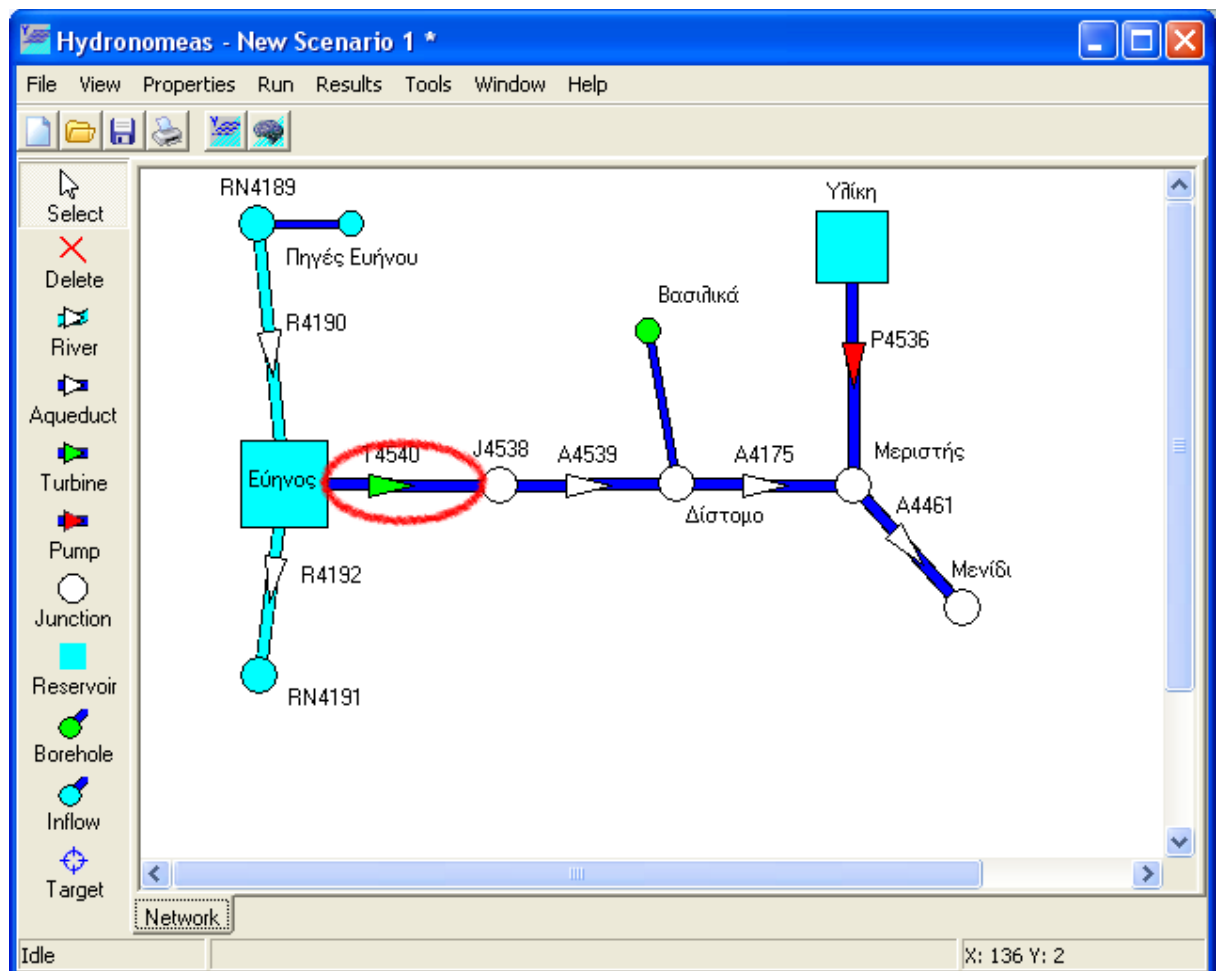 Hydronomeas - New Scenario 1 *
File View Properties Run Results Tools Window Help
Select
Delete
River
Aqueduct
Turbine
Pump
Junction
Reservoir
Borehole
Inflow
Target
RN4189
Πηγές Ευήνου
R4190
Υλίκη
Βασιλικά
P4536
T4540
J4538
A4539
A4175
Μεριστής
Εύηνος
Δίστομο
A4461
R4192
Μενίδι
RN4191
Network
Idle
X: 136 Y: 2